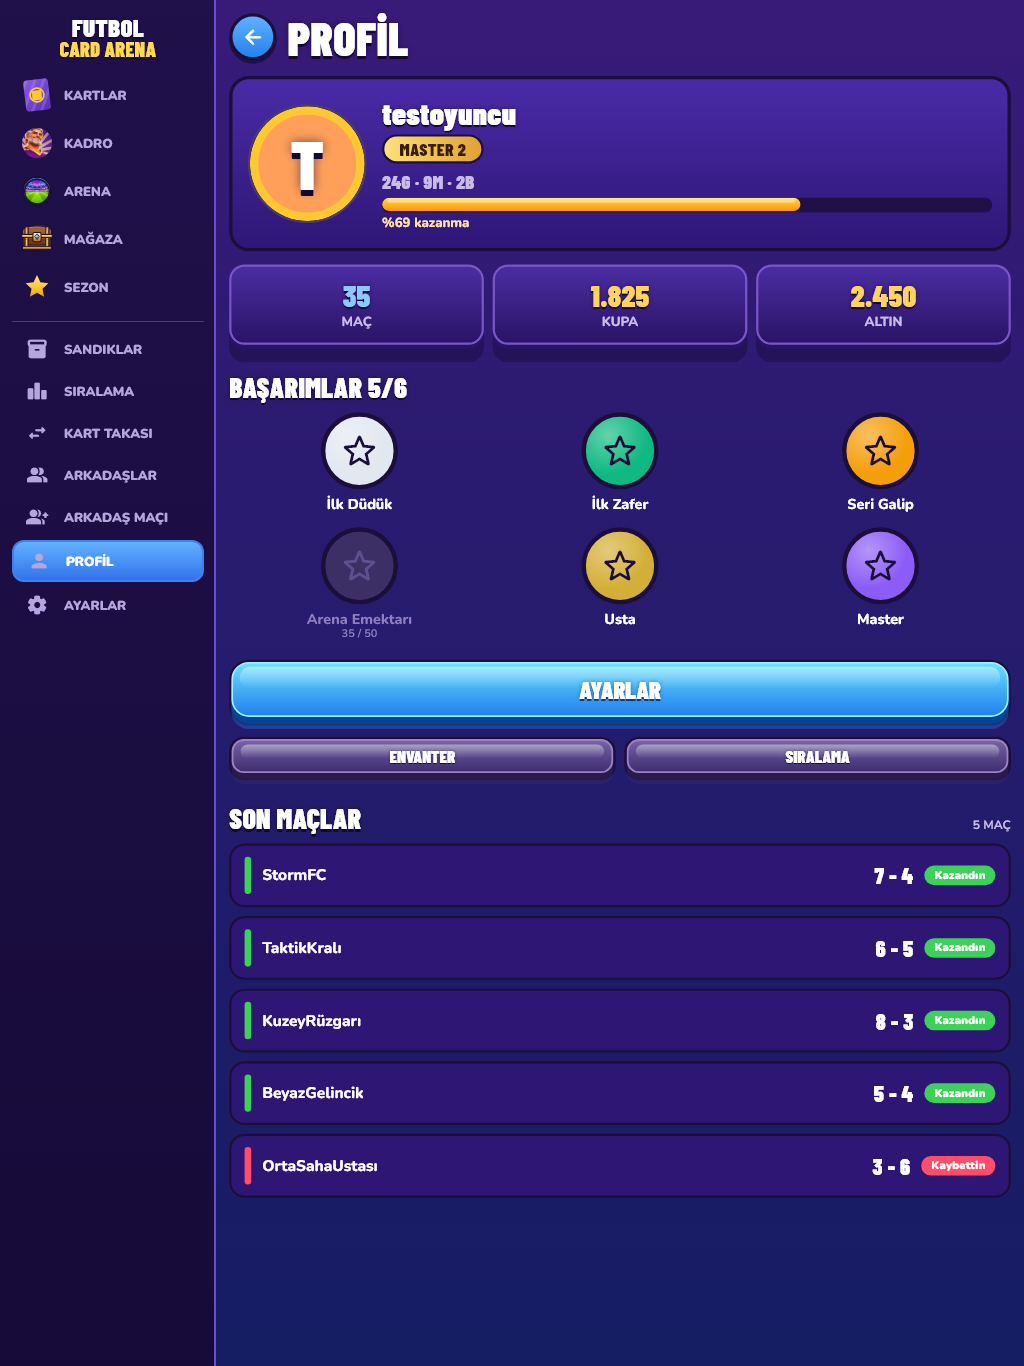 FUTBOL
CARD ARENA
KARTLAR
KADRO
ARENA
MAĞAZA
SEZON
SANDIKLAR
SIRALAMA
KART TAKASI
ARKADAŞLAR
ARKADAŞ MAÇI
PROFİL
AYARLAR
PROFİL
T
testoyuncu
MASTER 2
24G · 9M · 2B
%69 kazanma
35
MAÇ
1.825
KUPA
2.450
ALTIN
BAŞARIMLAR 5/6
İlk Düdük
İlk Zafer
Seri Galip
Arena Emektarı
35 / 50
Usta
Master
AYARLAR
ENVANTER
SIRALAMA
SON MAÇLAR
5 MAÇ
StormFC 7 - 4 Kazandın
TaktikKralı 6 - 5 Kazandın
KuzeyRüzgarı 8 - 3 Kazandın
BeyazGelincik 5 - 4 Kazandın
OrtaSahaUstası 3 - 6 Kaybettin